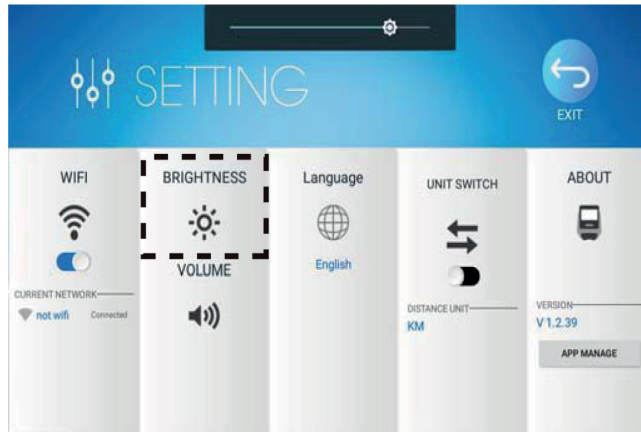 SETTING
EXIT
WIFI
CURRENT NETWORK
not wifi Connected
BRIGHTNESS
VOLUME
Language
English
UNIT SWITCH
DISTANCE UNIT
KM
ABOUT
VERSION
V 1.2.39
APP MANAGE